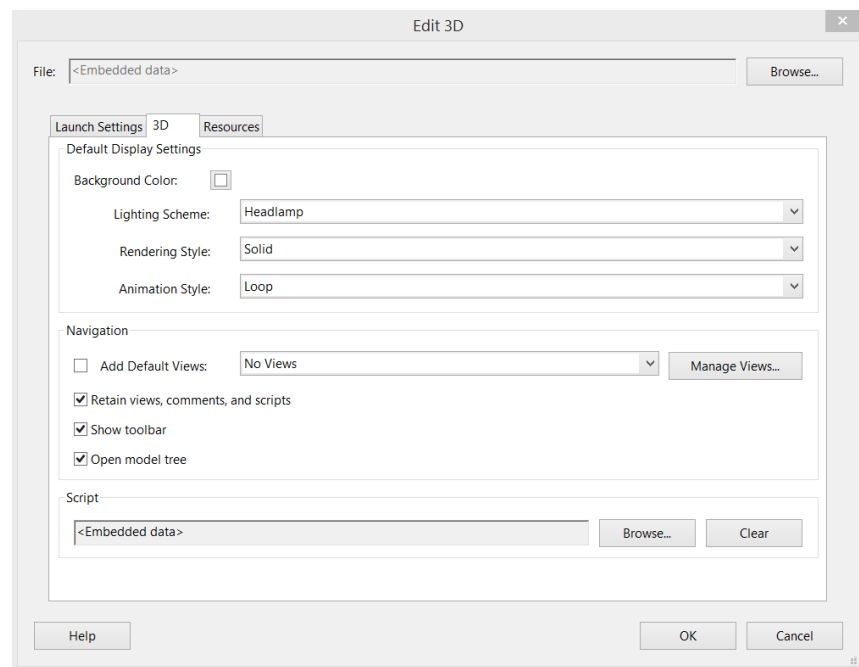 Edit 3D
File: <Embedded data> Browse...
Launch Settings 3D Resources
Default Display Settings
Background Color:
Lighting Scheme: Headlamp
Rendering Style: Solid
Animation Style: Loop
Navigation
Add Default Views: No Views Manage Views...
Retain views, comments, and scripts
Show toolbar
Open model tree
Script
<Embedded data> Browse... Clear
Help OK Cancel